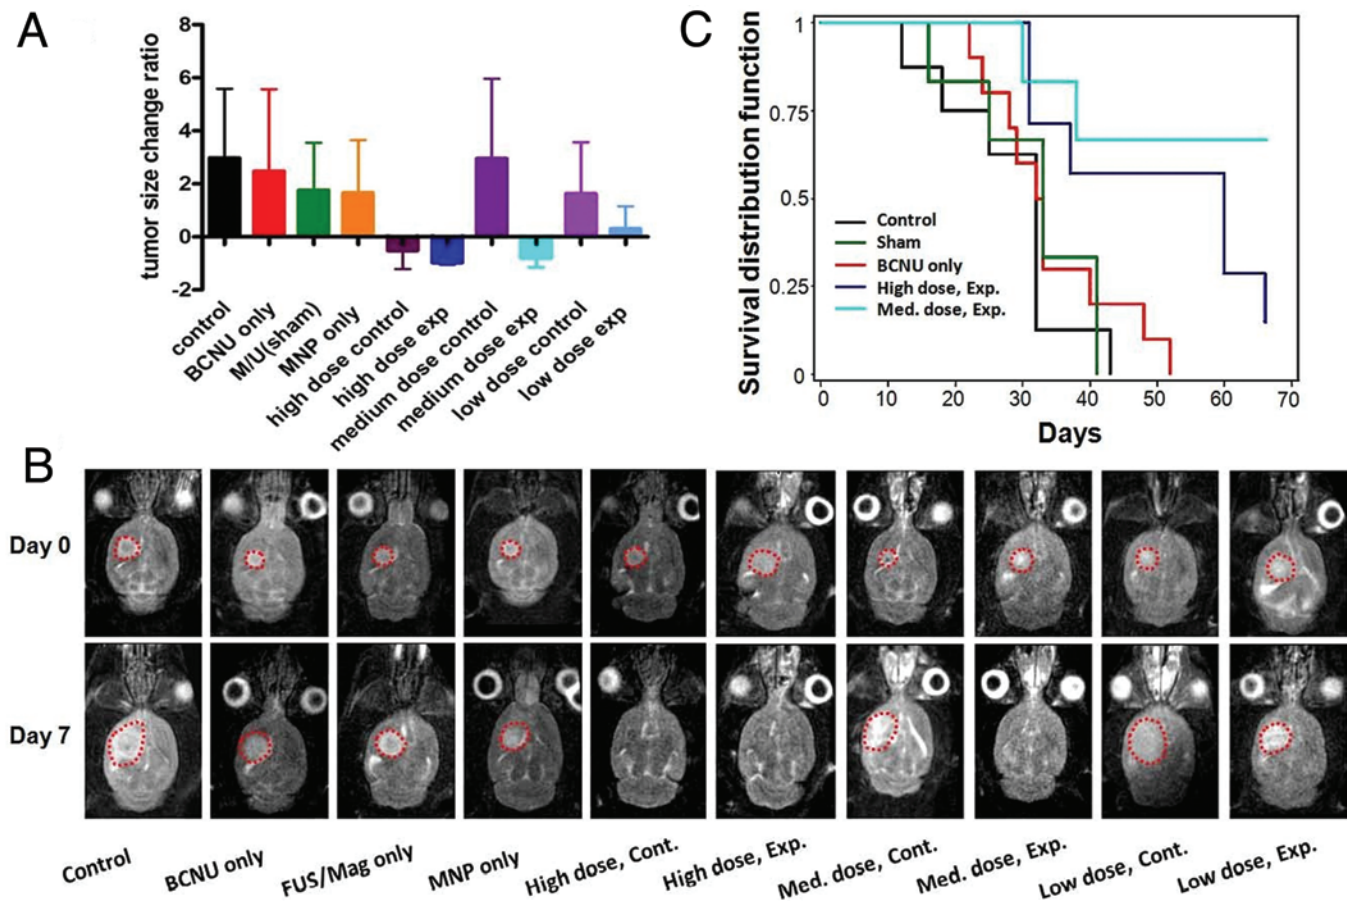 A
tumor size change ratio
8
6
4
2
0
-2
control
BCNU only
M/U(sham)
MNP only
high dose control
high dose exp
medium dose control
medium dose exp
low dose control
low dose exp
C
Survival distribution function
1
0.75
0.5
0.25
0
Control
Sham
BCNU only
High dose, Exp.
Med. dose, Exp.
0 10 20 30 40 50 60 70
Days
B
Day 0
Day 7
Control
BCNU only
FUS/Mag only
MNP only
High dose, Cont.
High dose, Exp.
Med. dose, Cont.
Med. dose, Exp.
Low dose, Cont.
Low dose, Exp.